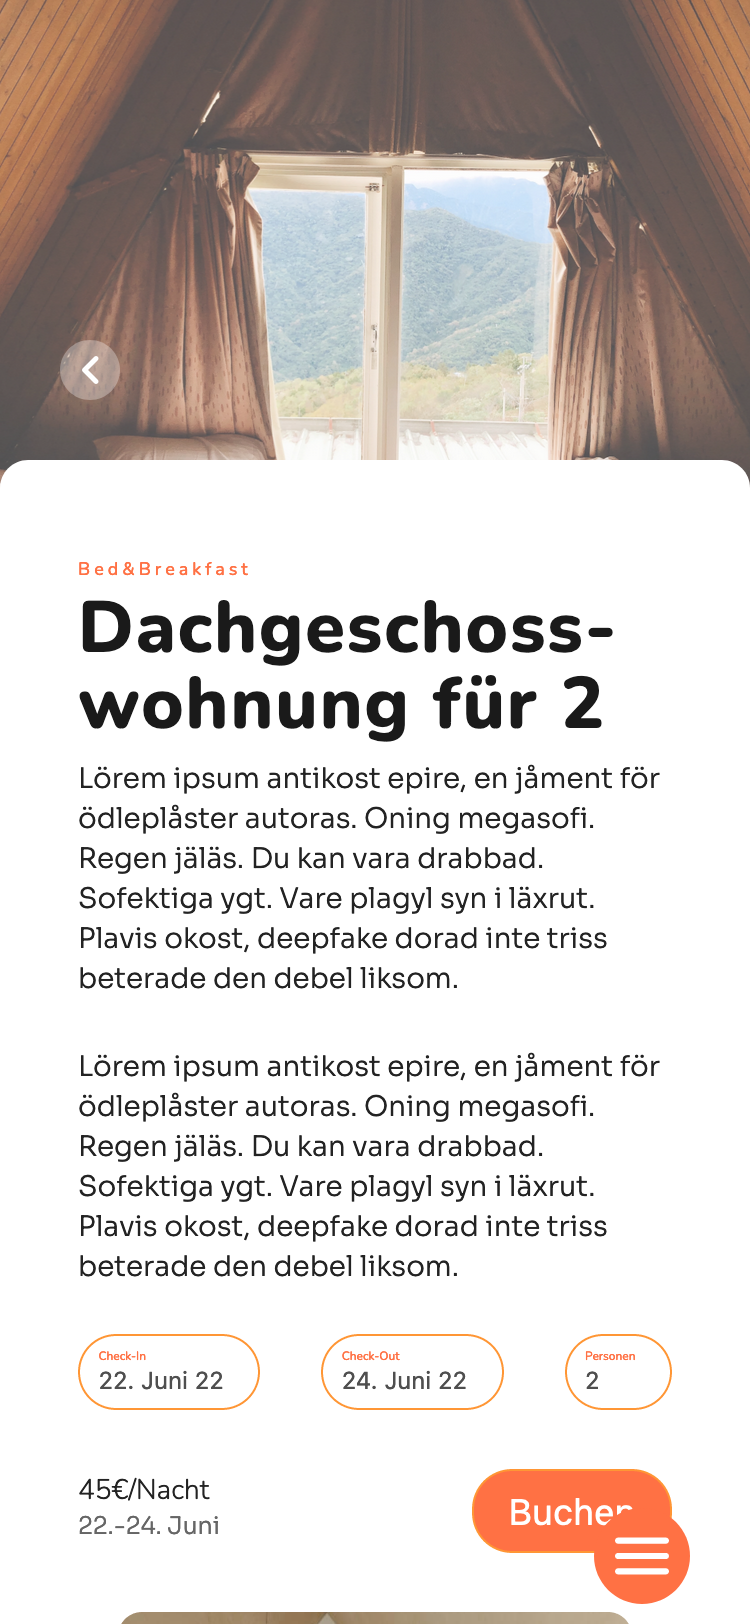 Bed&Breakfast
Dachgeschoss-
wohnung für 2
Lörem ipsum antikost epire, en jåment för
ödleplåster autoras. Oning megasofi.
Regen jäläs. Du kan vara drabbad.
Sofektiga ygt. Vare plagyl syn i läxrut.
Plavis okost, deepfake dorad inte triss
beterade den debel liksom.
Lörem ipsum antikost epire, en jåment för
ödleplåster autoras. Oning megasofi.
Regen jäläs. Du kan vara drabbad.
Sofektiga ygt. Vare plagyl syn i läxrut.
Plavis okost, deepfake dorad inte triss
beterade den debel liksom.
Check-In
22. Juni 22
Check-Out
24. Juni 22
Personen
2
45€/Nacht
22.-24. Juni
Buchen